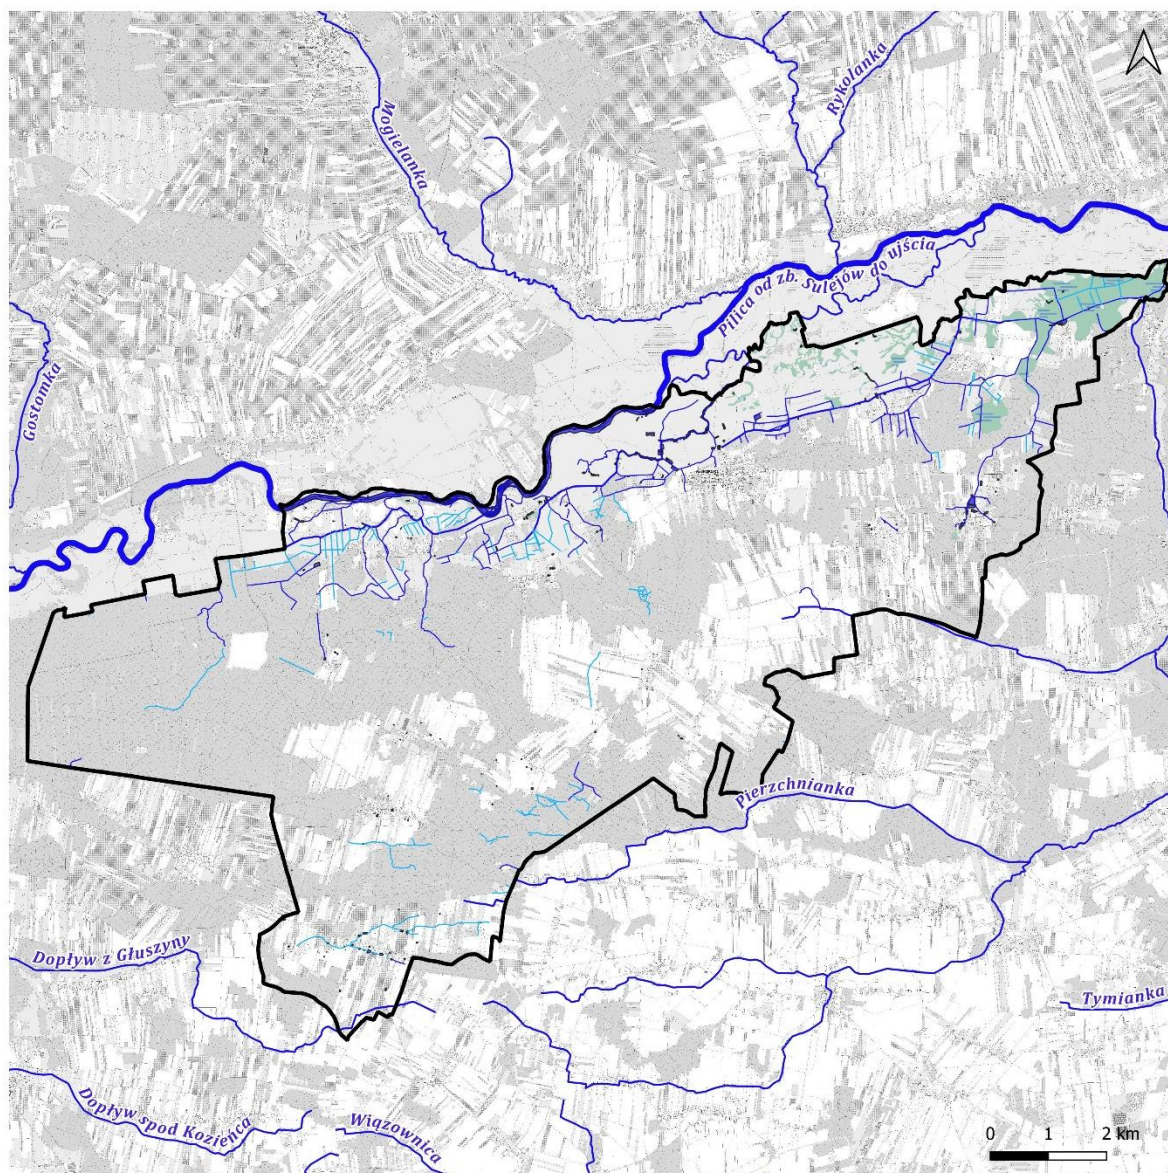 Mogielanka
Rykolanka
Pilica od zb. Sulejów do ujścia
Gostomka
Pierzchnianka
Dopływ z Głuszyny
Tymianka
Dopływ spod Kozieńca
Wiązownica
0 1 2 km